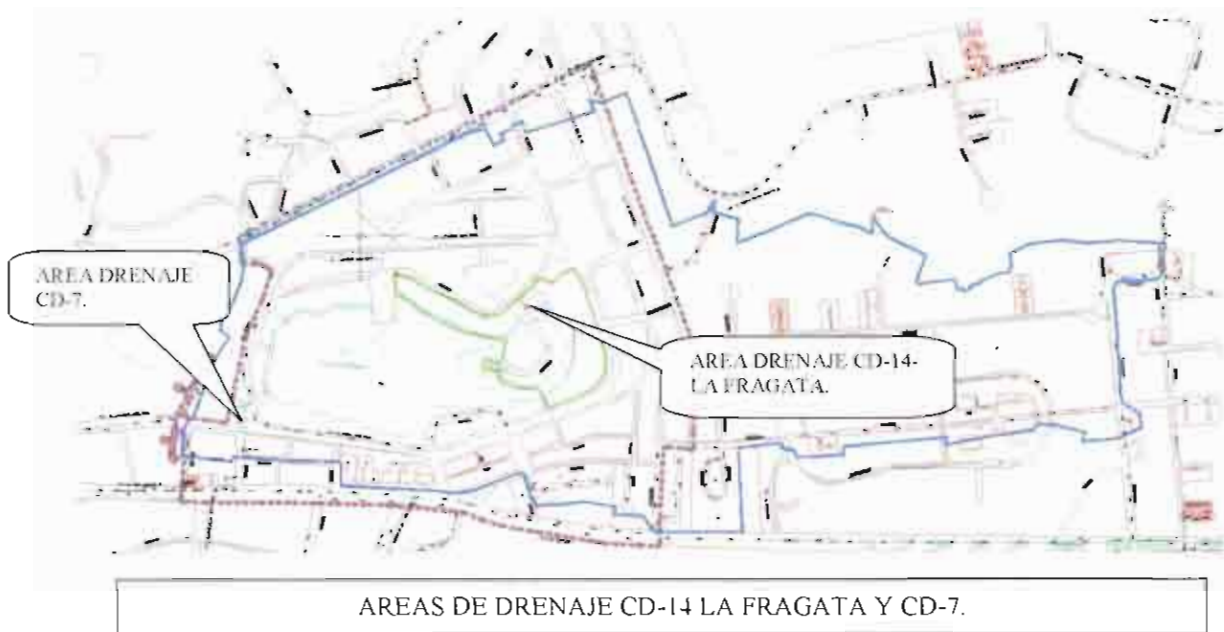 AREA DRENAJE
CD-7.
AREA DRENAJE CD-14-
LA FRAGATA.
AREAS DE DRENAJE CD-14 LA FRAGATA Y CD-7.